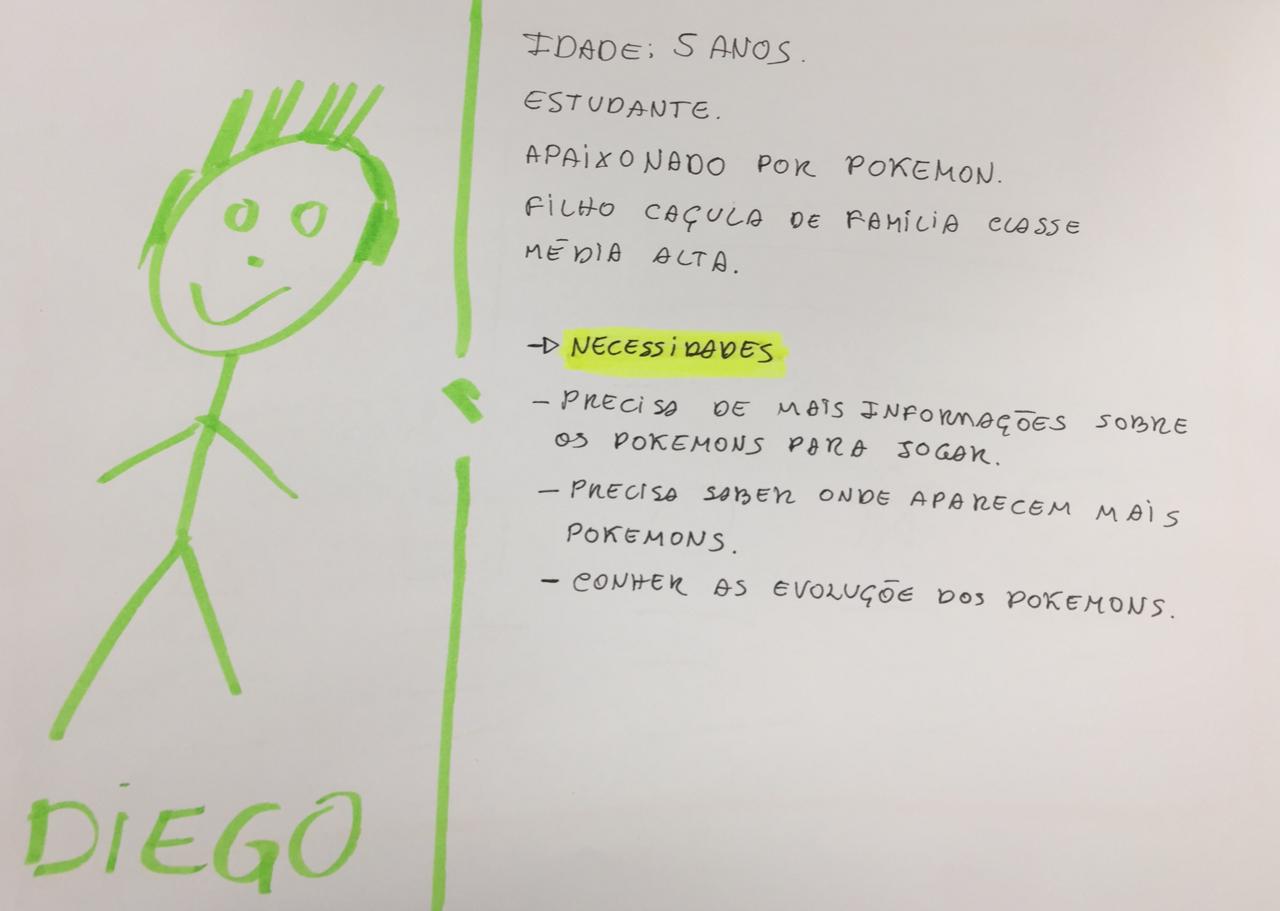 IDADE: 5 ANOS.
ESTUDANTE.
APAIXONADO POR POKEMON.
FILHO CAÇULA DE FAMÍLIA CLASSE
MÉDIA ALTA.
→ NECESSIDADES
- PRECISA DE MAIS INFORMAÇÕES SOBRE
OS POKEMONS PARA JOGAR.
- PRECISA SABER ONDE APARECEM MAIS
POKEMONS.
- CONHER AS EVOLUÇÕE DOS POKEMONS.
DIEGO